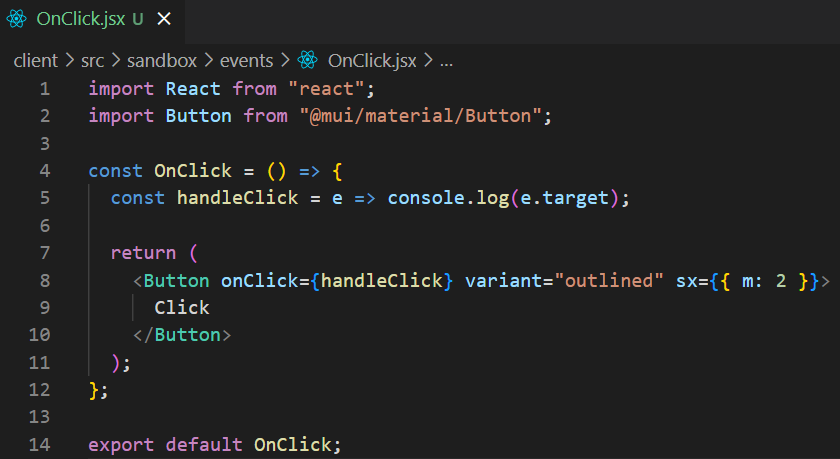 OnClick.jsx U ×
client > src > sandbox > events > OnClick.jsx > ...
1 import React from "react";
2 import Button from "@mui/material/Button";
3
4 const OnClick = () => {
5   const handleClick = e => console.log(e.target);
6
7   return (
8     <Button onClick={handleClick} variant="outlined" sx={{ m: 2 }}>
9       Click
10     </Button>
11   );
12 };
13
14 export default OnClick;